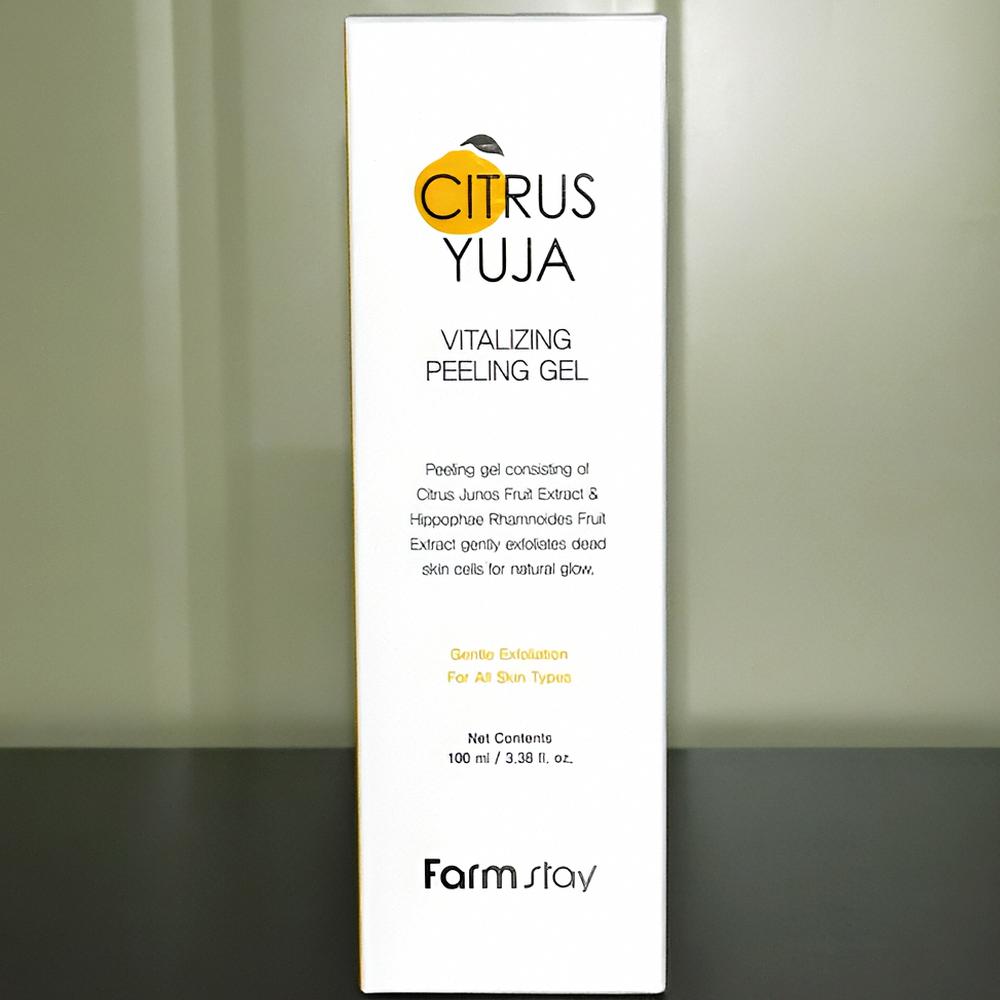 CITRUS
YUJA
VITALIZING
PEELING GEL
Peeling gel consisting of
Citrus Junos Fruit Extract &
Hippophae Rhamnoides Fruit
Extract gently exfoliates dead
skin cells for natural glow.
Gentle Exfoliation
For All Skin Types
Net Contents
100 ml / 3.38 fl. oz.
Farmstay